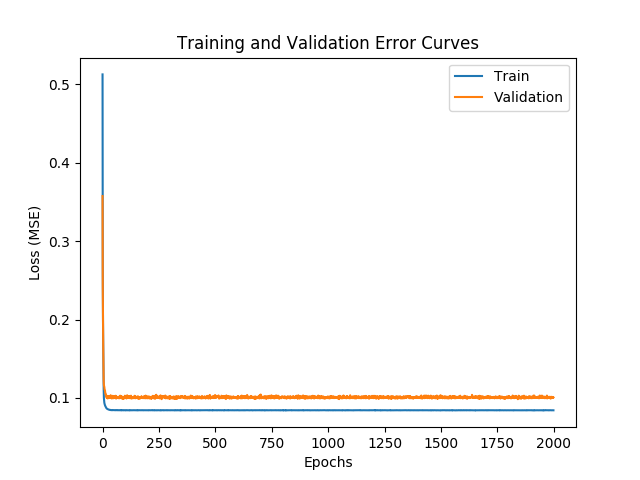 Training and Validation Error Curves
Train
Validation
0.5
0.4
0.3
0.2
0.1
Loss (MSE)
0 250 500 750 1000 1250 1500 1750 2000
Epochs